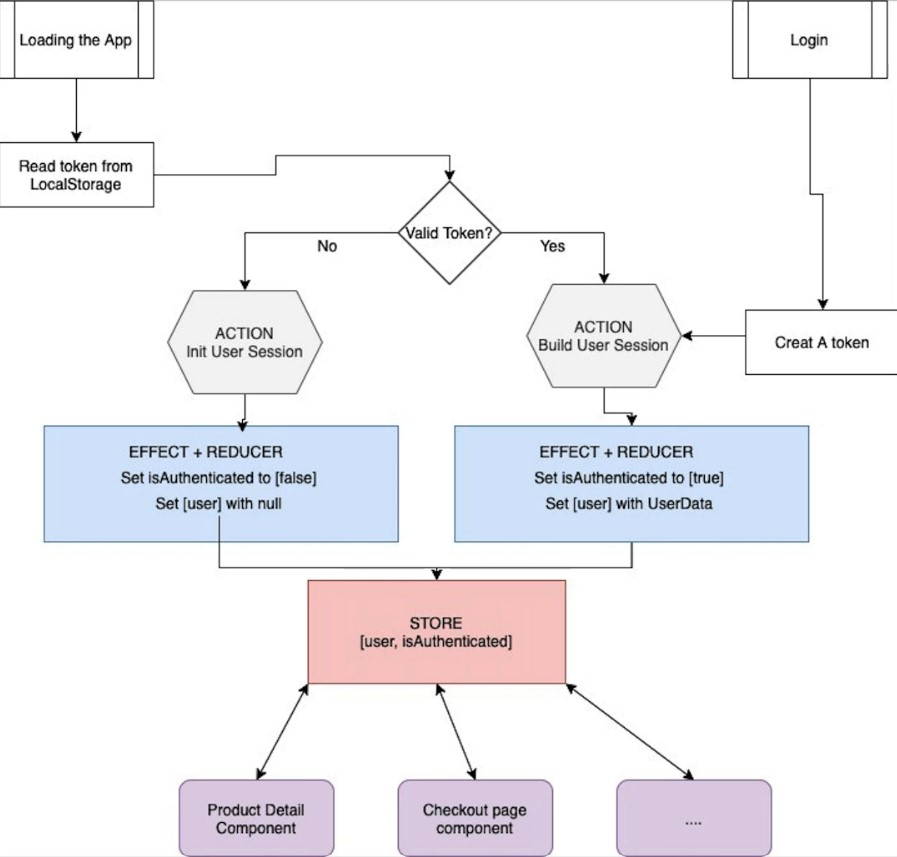 Loading the App
Login
Read token from
LocalStorage
Valid Token?
No
Yes
ACTION
Init User Session
ACTION
Build User Session
Creat A token
EFFECT + REDUCER
Set isAuthenticated to [false]
Set [user] with null
EFFECT + REDUCER
Set isAuthenticated to [true]
Set [user] with UserData
STORE
[user, isAuthenticated]
Product Detail
Component
Checkout page
component
....